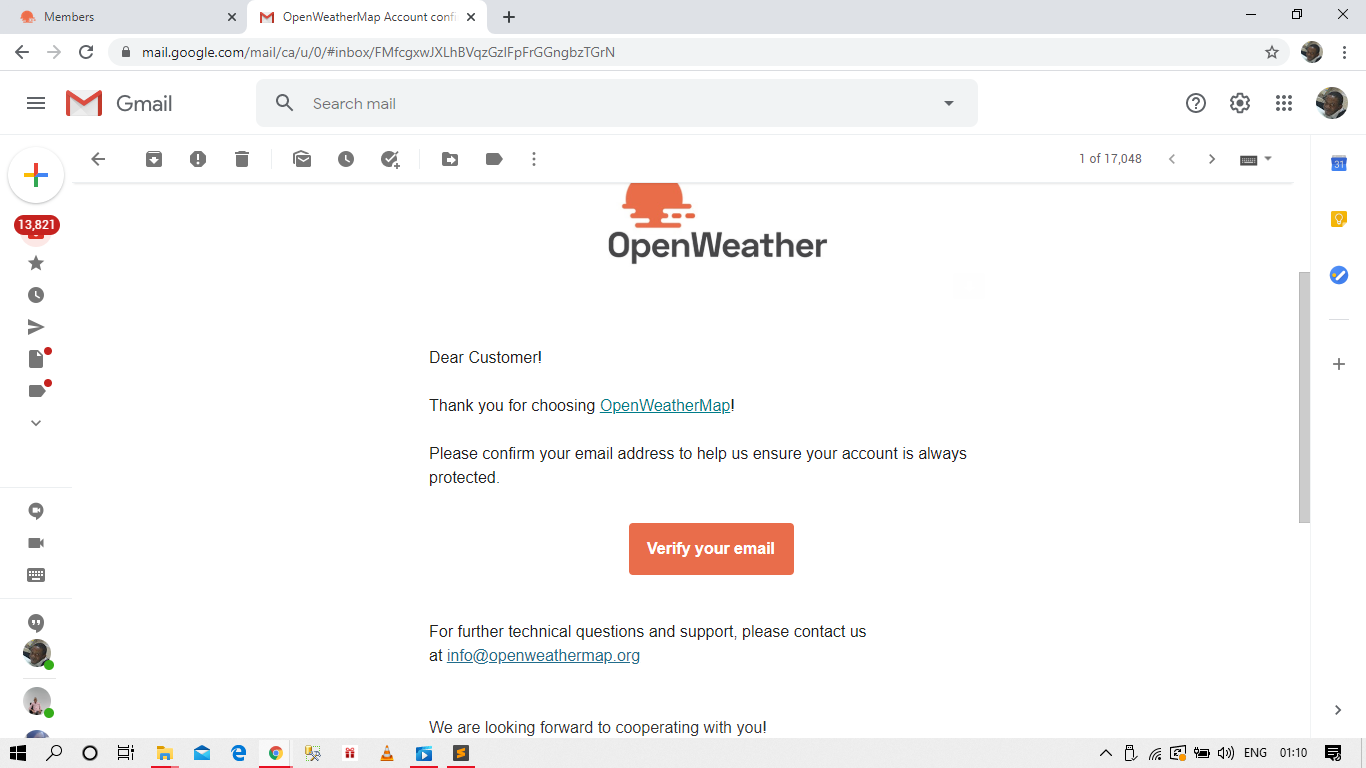 Members
OpenWeatherMap Account confi
mail.google.com/mail/ca/u/0/#inbox/FMfcgxwJXLhBVqzGzIFpFrGGngbzTGrN
Gmail
Search mail
1 of 17,048
31
13,821
OpenWeather
Dear Customer!
Thank you for choosing OpenWeatherMap!
Please confirm your email address to help us ensure your account is always
protected.
Verify your email
For further technical questions and support, please contact us
at info@openweathermap.org
We are looking forward to cooperating with you!
ENG
01:10